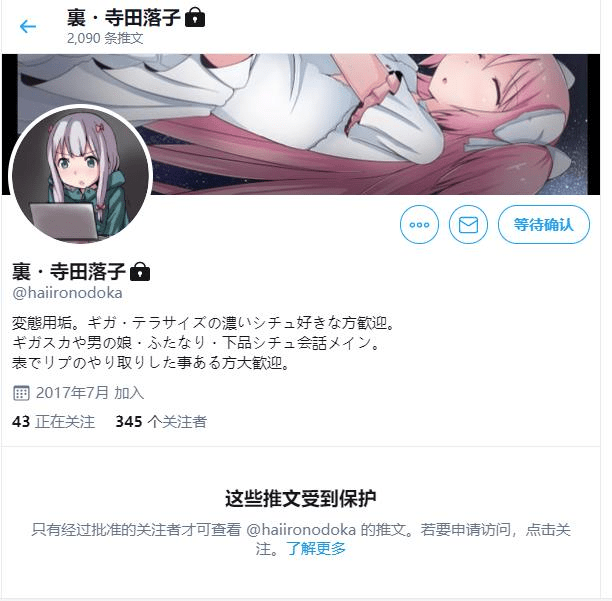 裏・寺田落子
2,090 条推文
等待确认
裏・寺田落子
@haiironodoka
変態用垢。ギガ・テラサイズの濃いシチュ好きな方歓迎。
ギガスカや男の娘・ふたなり・下品シチュ会話メイン。
表でリプのやり取りした事ある方大歓迎。
2017年7月 加入
43 正在关注 345 个关注者
这些推文受到保护
只有经过批准的关注者才可查看 @haiironodoka 的推文。若要申请访问，点击关
注。了解更多